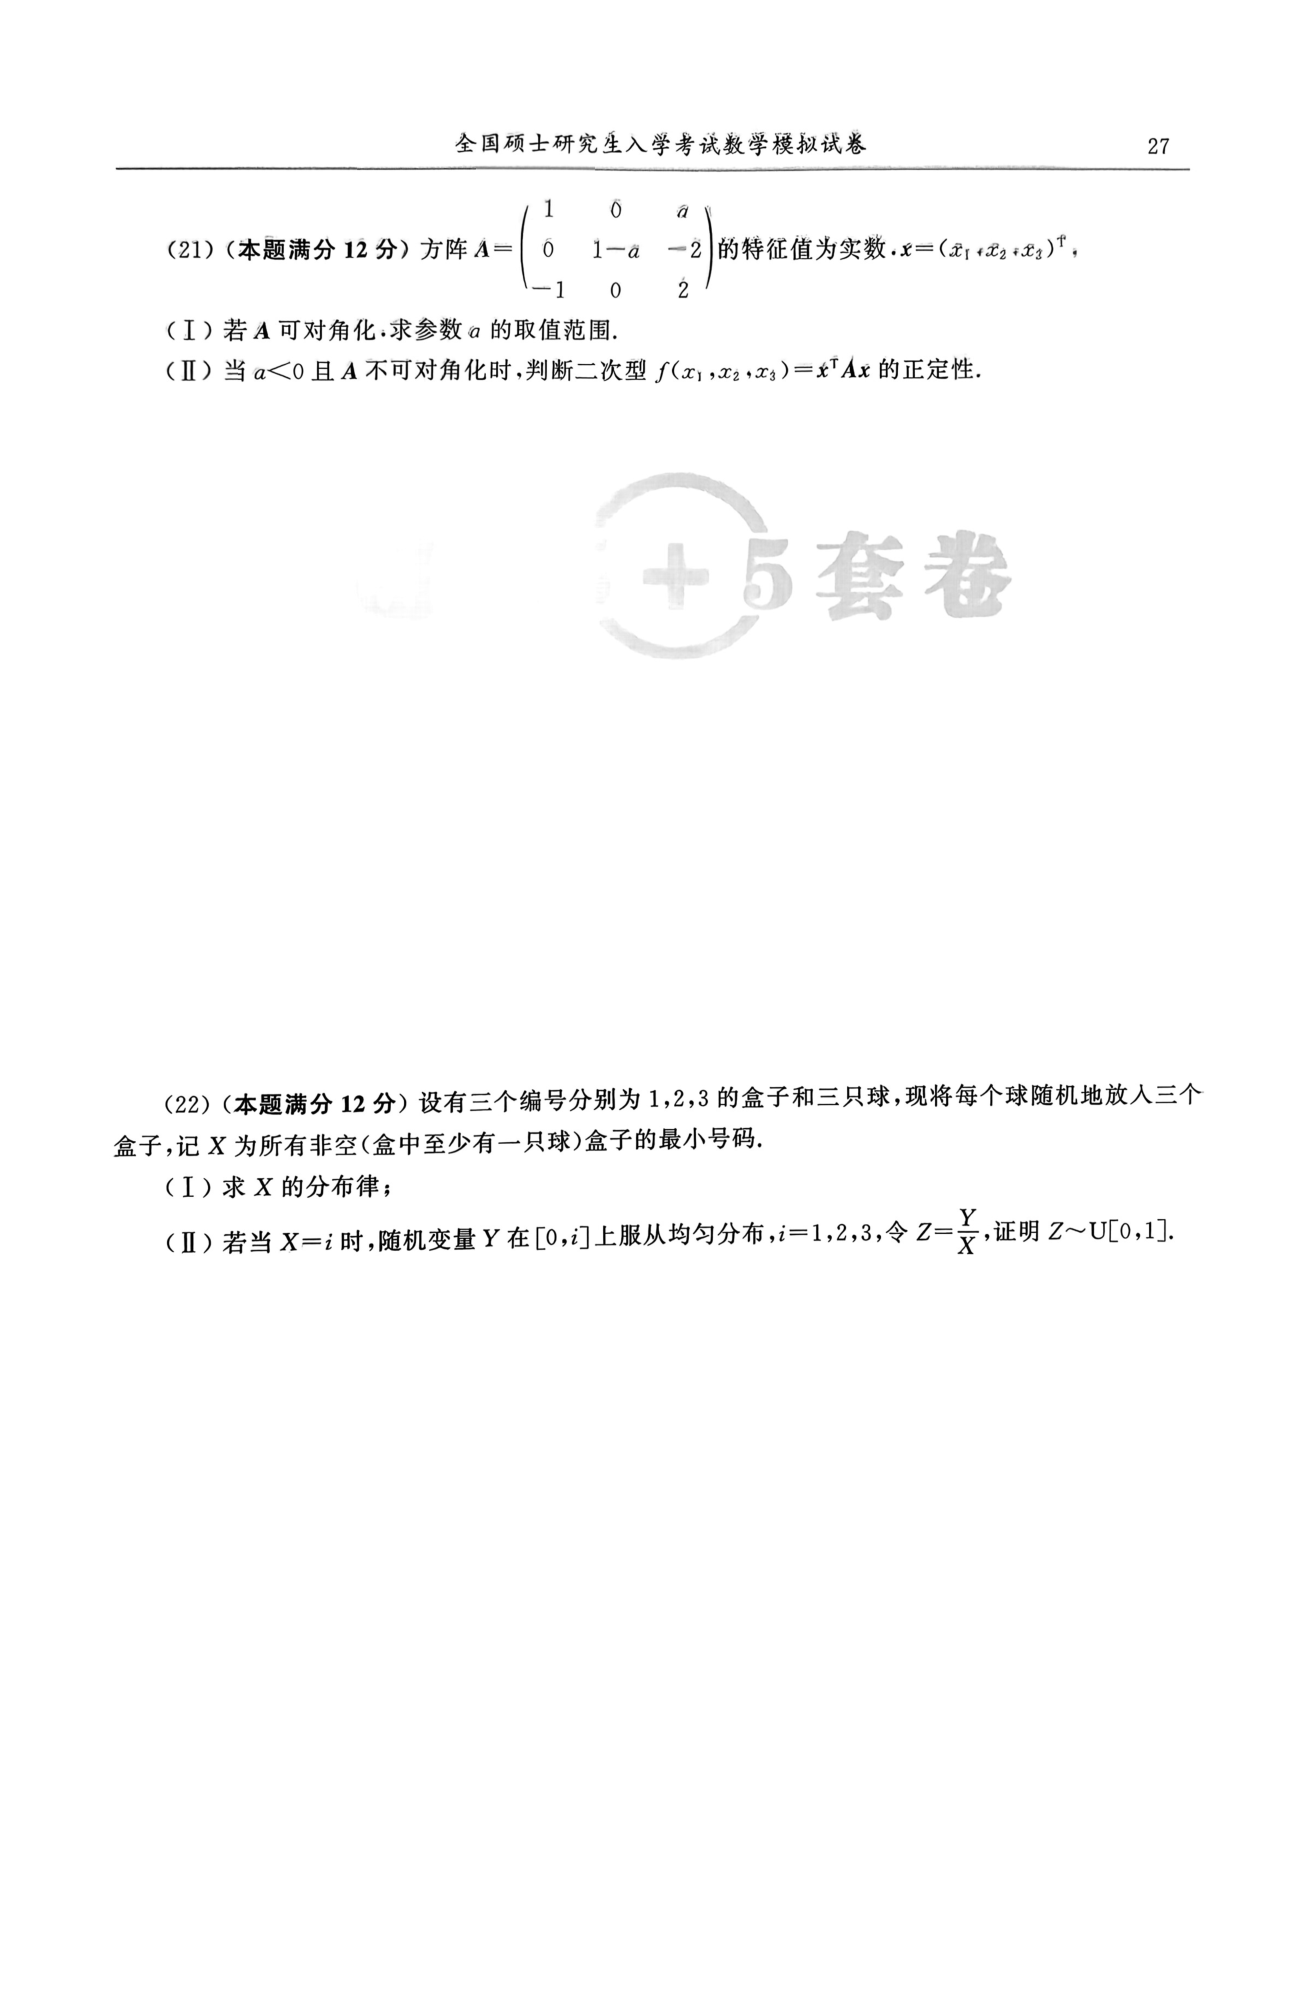 全国硕士研究生入学考试数学模拟试卷 27
(21)(本题满分 12 分)方阵 A=
1 0 a
0 1−a −2
−1 0 2
的特征值为实数,x=(x₁,x₂,x₃)ᵀ,
(Ⅰ)若 A 可对角化,求参数 a 的取值范围.
(Ⅱ)当 a<0 且 A 不可对角化时,判断二次型 f(x₁,x₂,x₃)=xᵀAx 的正定性.
+5套卷
(22)(本题满分 12 分)设有三个编号分别为 1,2,3 的盒子和三只球,现将每个球随机地放入三个
盒子,记 X 为所有非空(盒中至少有一只球)盒子的最小号码.
(Ⅰ)求 X 的分布律;
(Ⅱ)若当 X=i 时,随机变量 Y 在[0,i]上服从均匀分布,i=1,2,3,令 Z=Y/X,证明 Z~U[0,1].